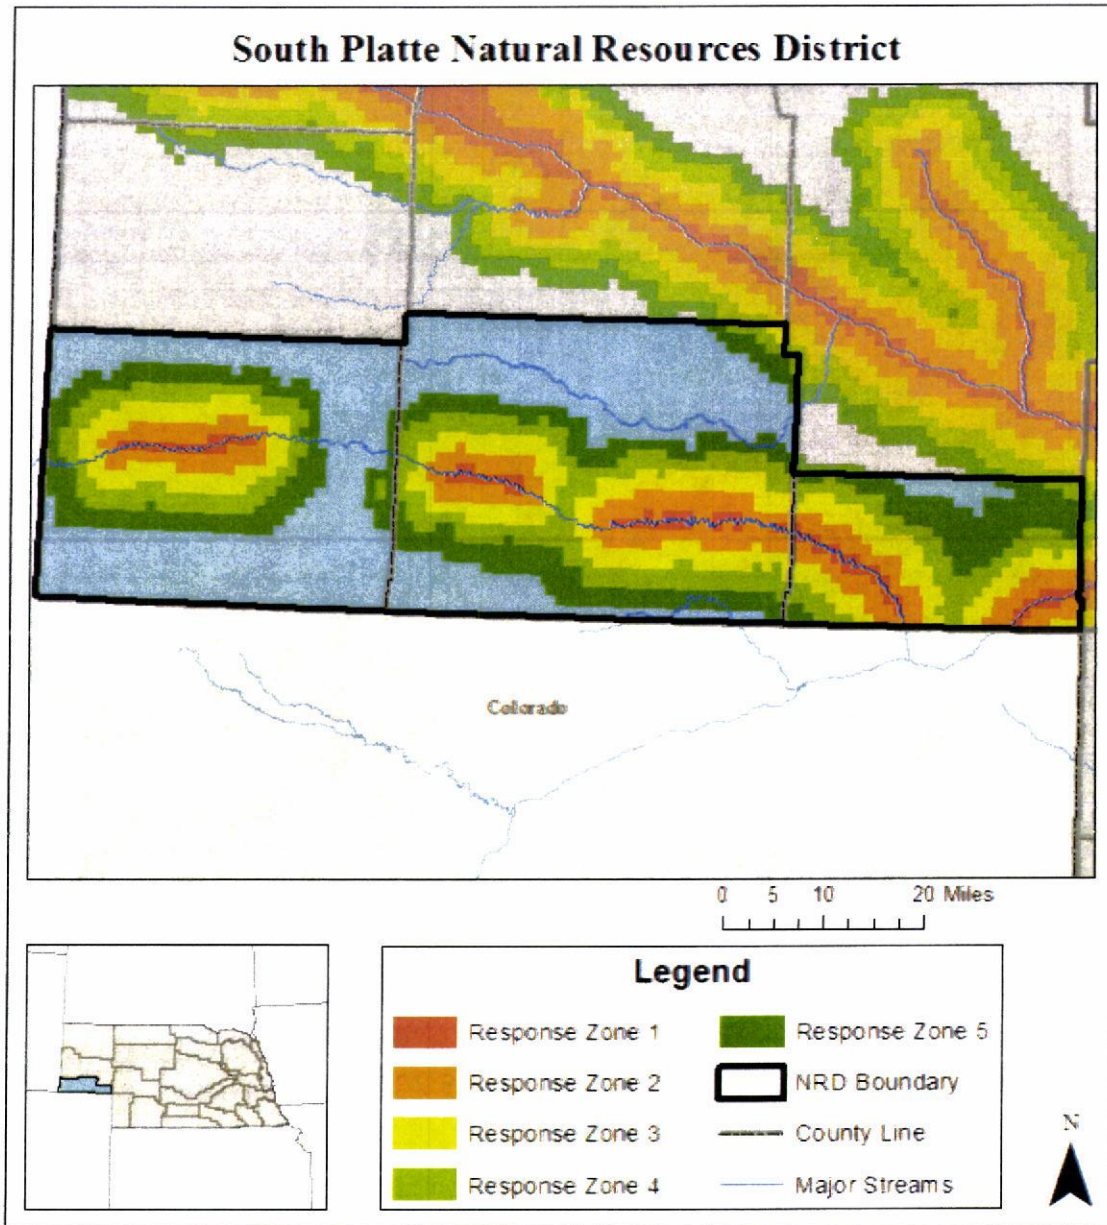 South Platte Natural Resources District
Colorado
0 5 10 20 Miles
Legend
Response Zone 1
Response Zone 2
Response Zone 3
Response Zone 4
Response Zone 5
NRD Boundary
County Line
Major Streams
N